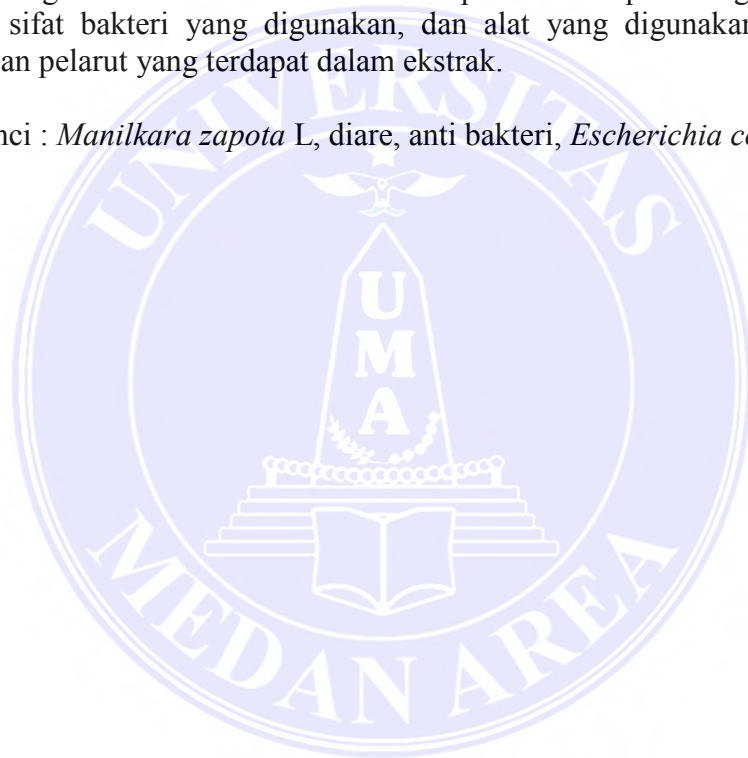 sifat bakteri yang digunakan, dan alat yang digunakan
an pelarut yang terdapat dalam ekstrak.
nci : Manilkara zapota L, diare, anti bakteri, Escherichia co
UNIVERSITAS
UMA
MEDAN AREA